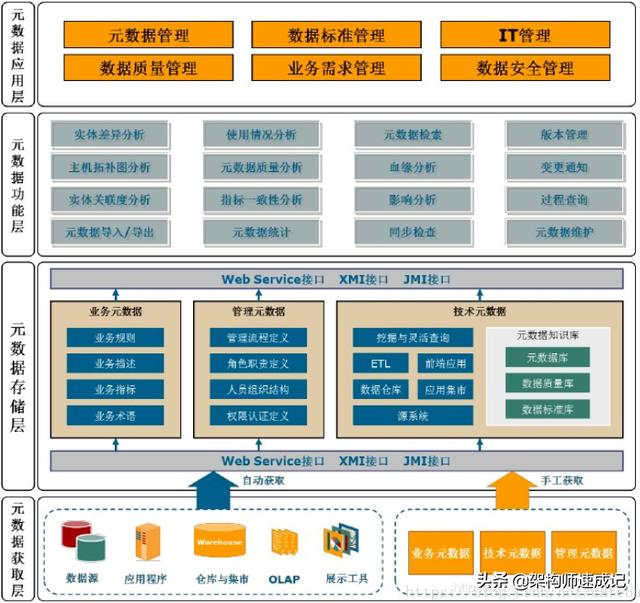 元数据应用层
元数据管理
数据标准管理
IT管理
数据质量管理
业务需求管理
数据安全管理
元数据功能层
实体差异分析
使用情况分析
元数据检索
版本管理
主机拓补图分析
元数据质量分析
血缘分析
变更通知
实体关联度分析
指标一致性分析
影响分析
过程查询
元数据导入/导出
元数据统计
同步检查
元数据维护
元数据存储层
Web Service接口 XMI接口 JMI接口
业务元数据
业务规则
业务描述
业务指标
业务术语
管理元数据
管理流程定义
角色职责定义
人员组织结构
权限认证定义
技术元数据
挖掘与灵活查询
ETL
前端应用
数据仓库
应用集市
源系统
元数据知识库
元数据库
数据质量库
数据标准库
Web Service接口 XMI接口 JMI接口
自动获取
手工获取
元数据获取层
数据源
应用程序
Warehouse
仓库与集市
OLAP
展示工具
业务元数据
技术元数据
管理元数据
头条 @架构师速成记